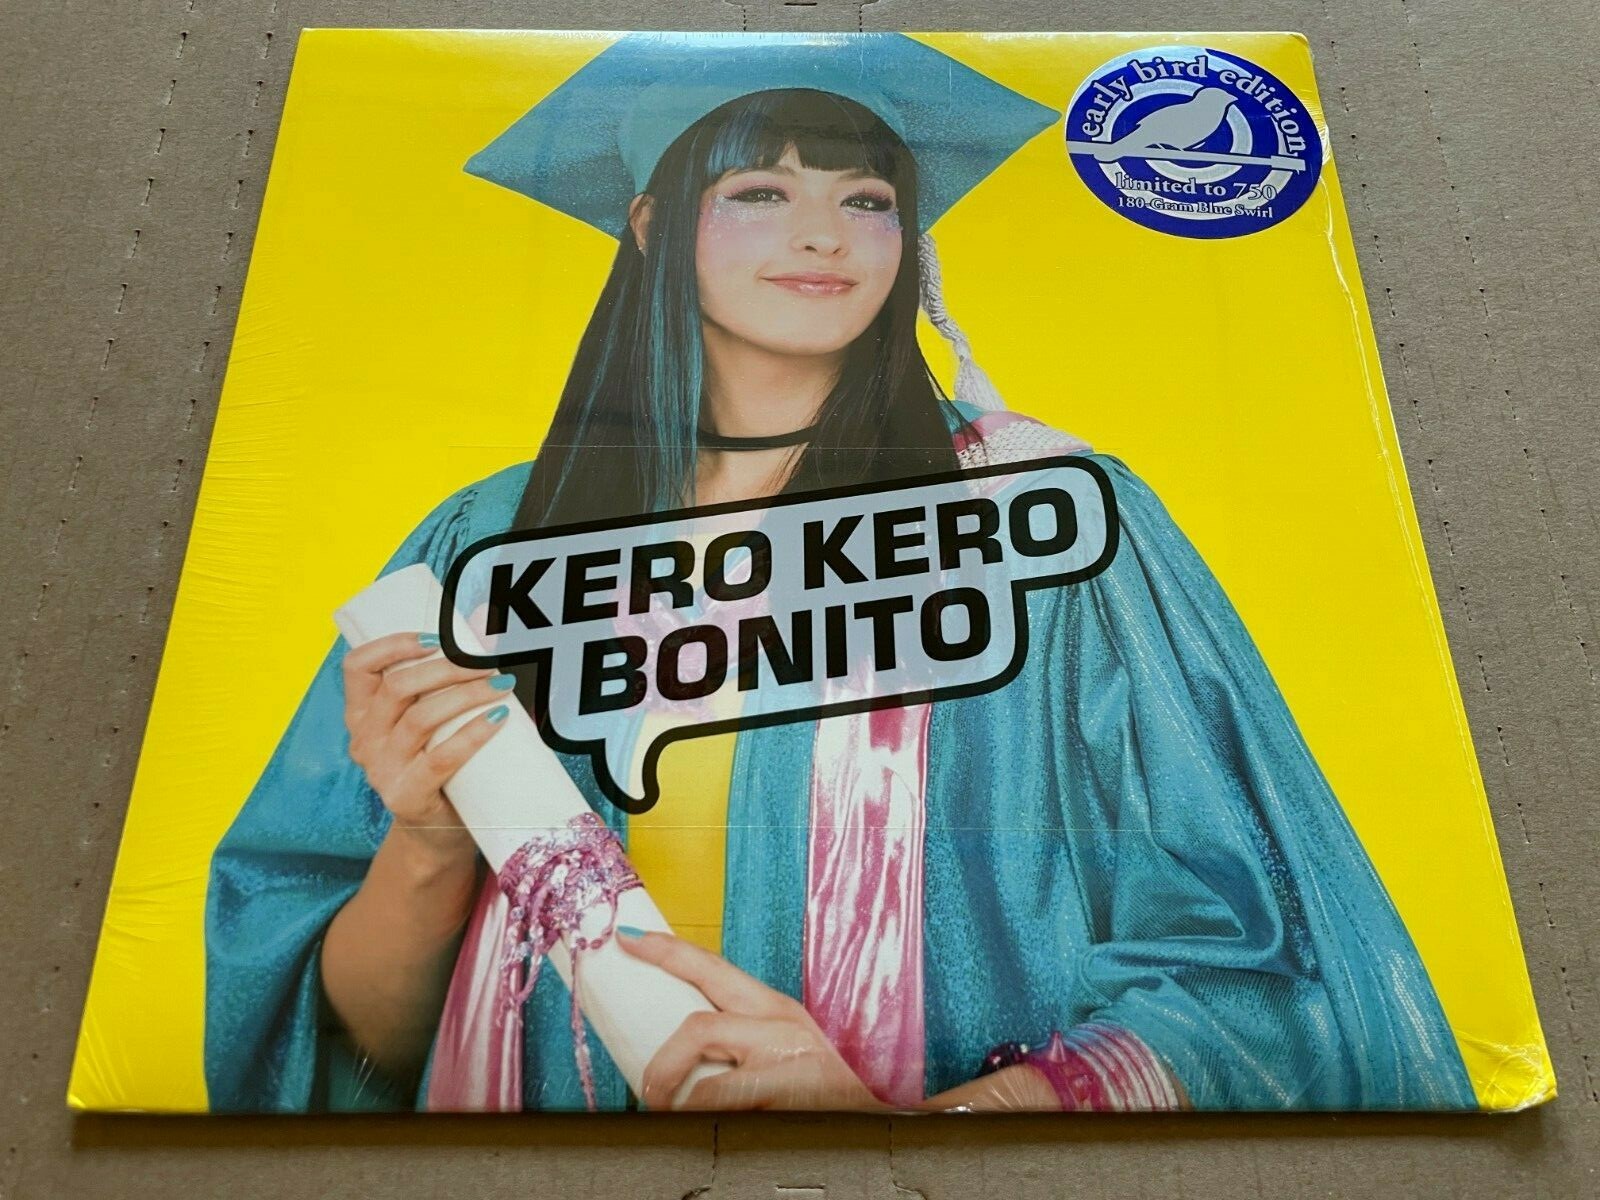 early bird edition
limited to 750
180-Gram Blue Swirl
KERO KERO
BONITO